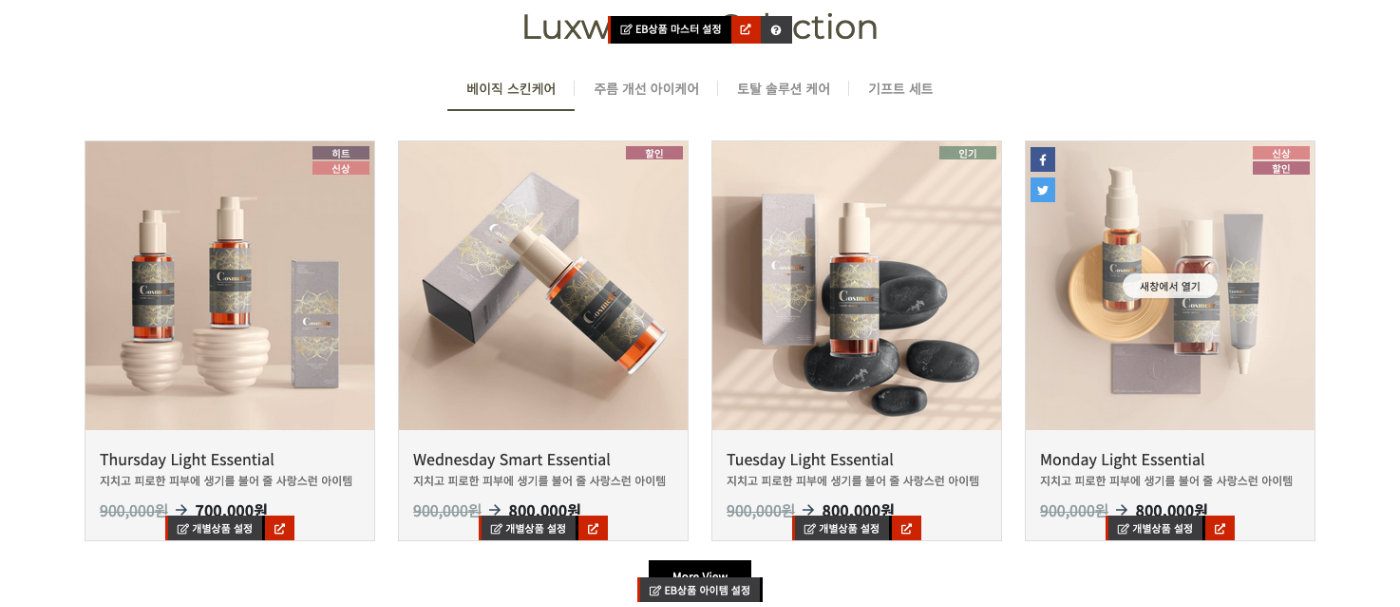 EB상품 마스터 설정
베이직 스킨케어
주름 개선 아이케어
토탈 솔루션 케어
기프트 세트
히트
신상
할인
인기
신상
할인
Cosmetic
Cosmetic
Cosmetic
Cosmetic
Cosmetic
Cosmetic
새창에서 열기
Thursday Light Essential
지치고 피로한 피부에 생기를 불어 줄 사랑스런 아이템
900,000원 → 700,000원
개별상품 설정
Wednesday Smart Essential
지치고 피로한 피부에 생기를 불어 줄 사랑스런 아이템
900,000원 → 800,000원
개별상품 설정
Tuesday Light Essential
지치고 피로한 피부에 생기를 불어 줄 사랑스런 아이템
900,000원 → 800,000원
개별상품 설정
Monday Light Essential
지치고 피로한 피부에 생기를 불어 줄 사랑스런 아이템
900,000원 → 800,000원
개별상품 설정
More View
EB상품 아이템 설정